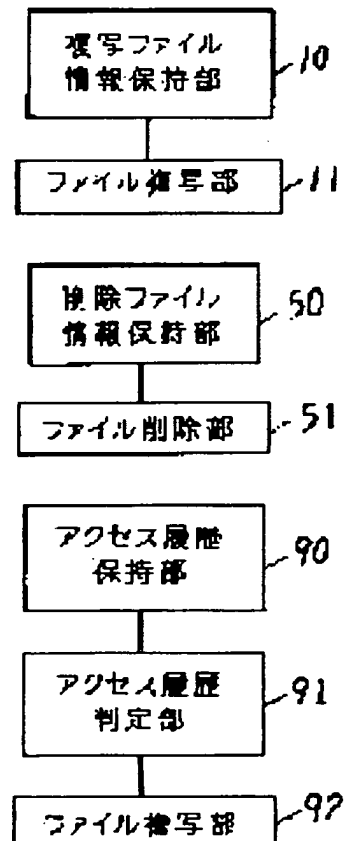 複写ファイル
情報保持部
10
ファイル複写部
11
削除ファイル
情報保持部
50
ファイル削除部
51
アクセス履歴
保持部
90
アクセス履歴
判定部
91
ファイル複写部
92